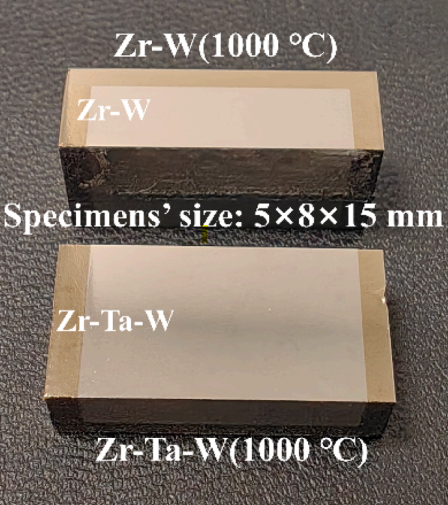 Zr-W(1000 ℃)
Zr-W
Specimens’ size: 5×8×15 mm
Zr-Ta-W
Zr-Ta-W(1000 ℃)